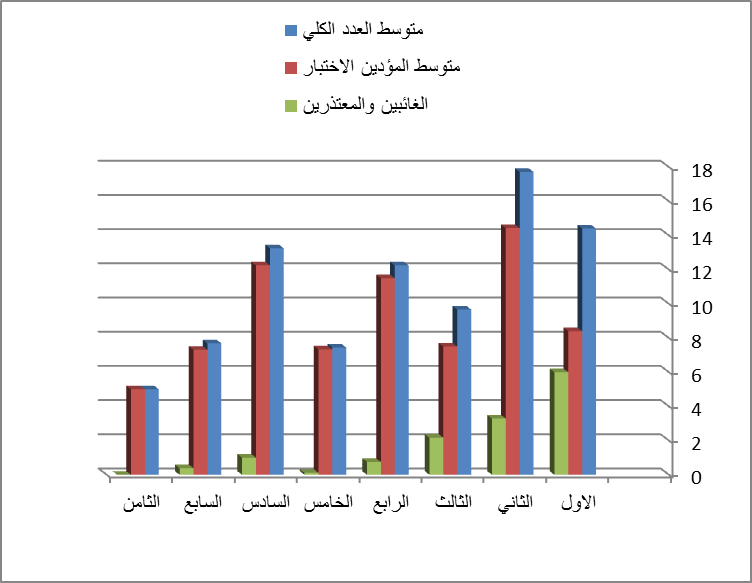 متوسط العدد الكلي
متوسط المؤدين الاختبار
الغائبين والمعتذرين
18
16
14
12
10
8
6
4
2
0
الاول الثاني الثالث الرابع الخامس السادس السابع الثامن